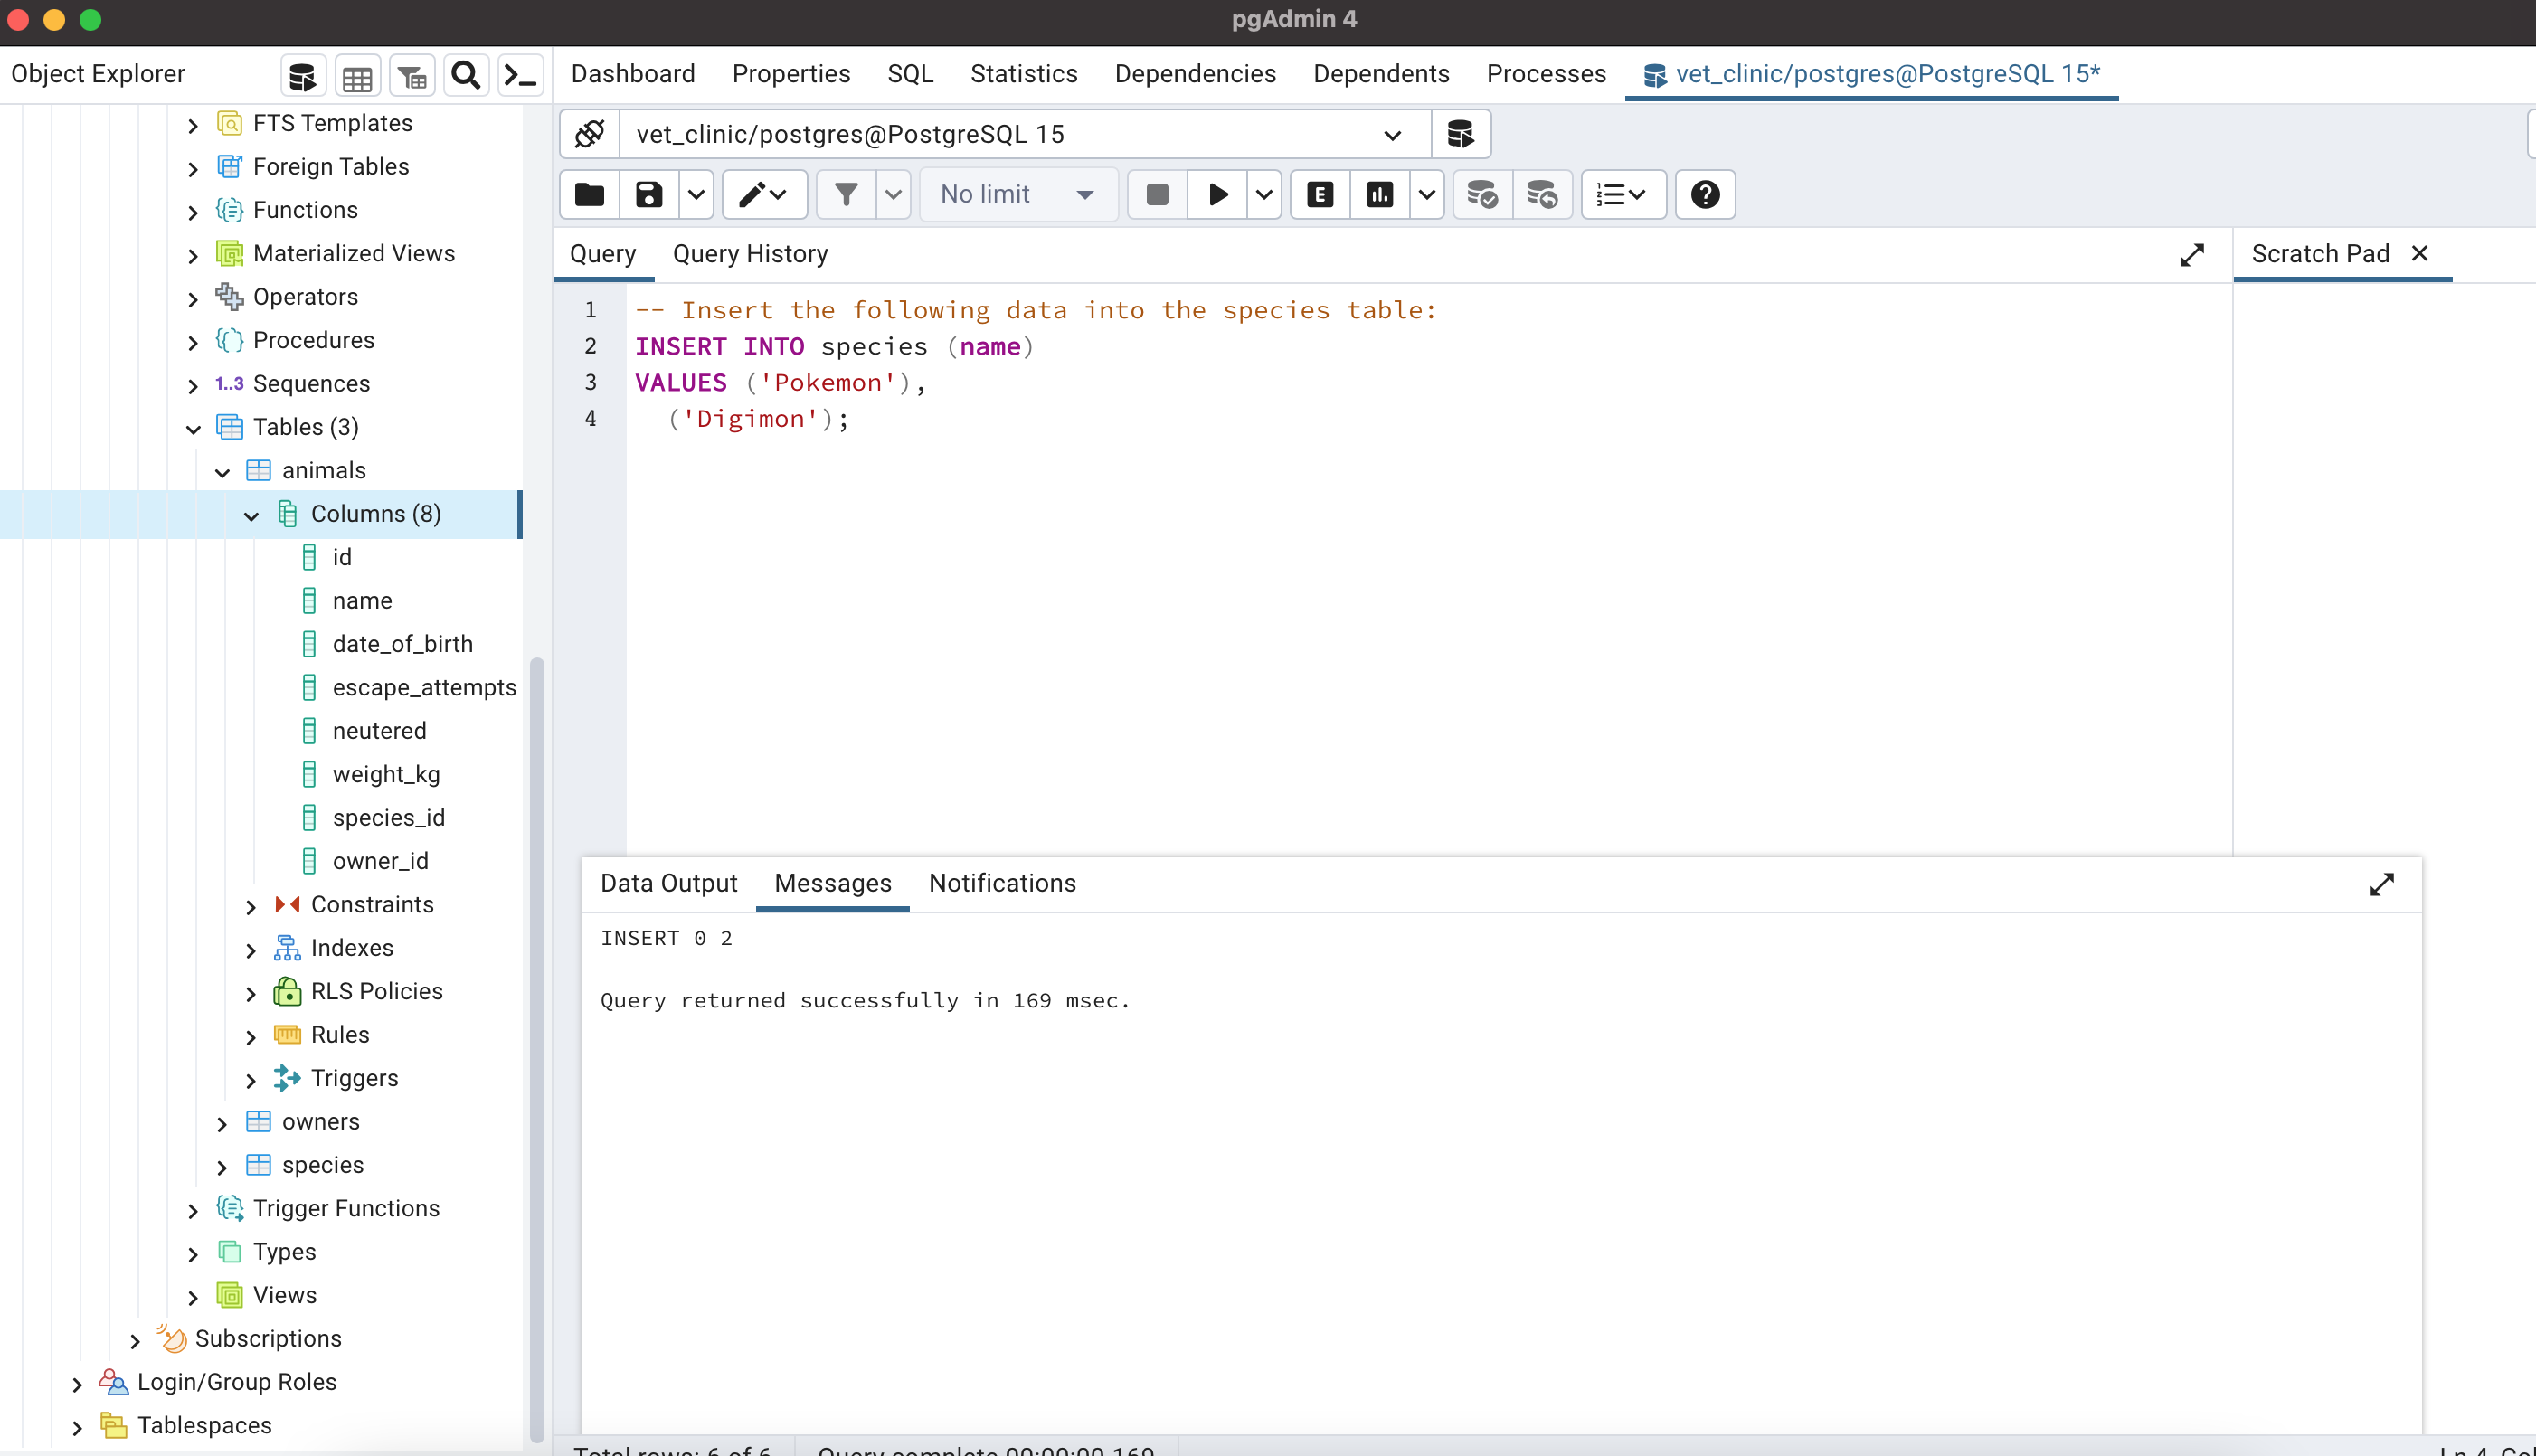 pgAdmin 4
Object Explorer
Dashboard Properties SQL Statistics Dependencies Dependents Processes vet_clinic/postgres@PostgreSQL 15*
FTS Templates
Foreign Tables
Functions
Materialized Views
Operators
Procedures
1..3 Sequences
Tables (3)
animals
Columns (8)
id
name
date_of_birth
escape_attempts
neutered
weight_kg
species_id
owner_id
Constraints
Indexes
RLS Policies
Rules
Triggers
owners
species
Trigger Functions
Types
Views
Subscriptions
Login/Group Roles
Tablespaces
vet_clinic/postgres@PostgreSQL 15
No limit
E
Query Query History
Scratch Pad
1 -- Insert the following data into the species table:
2 INSERT INTO species (name)
3 VALUES ('Pokemon'),
4 ('Digimon');
Data Output Messages Notifications
INSERT 0 2
Query returned successfully in 169 msec.
Total rows: 6 of 6 Query complete 00:00:00.169 Ln 4,